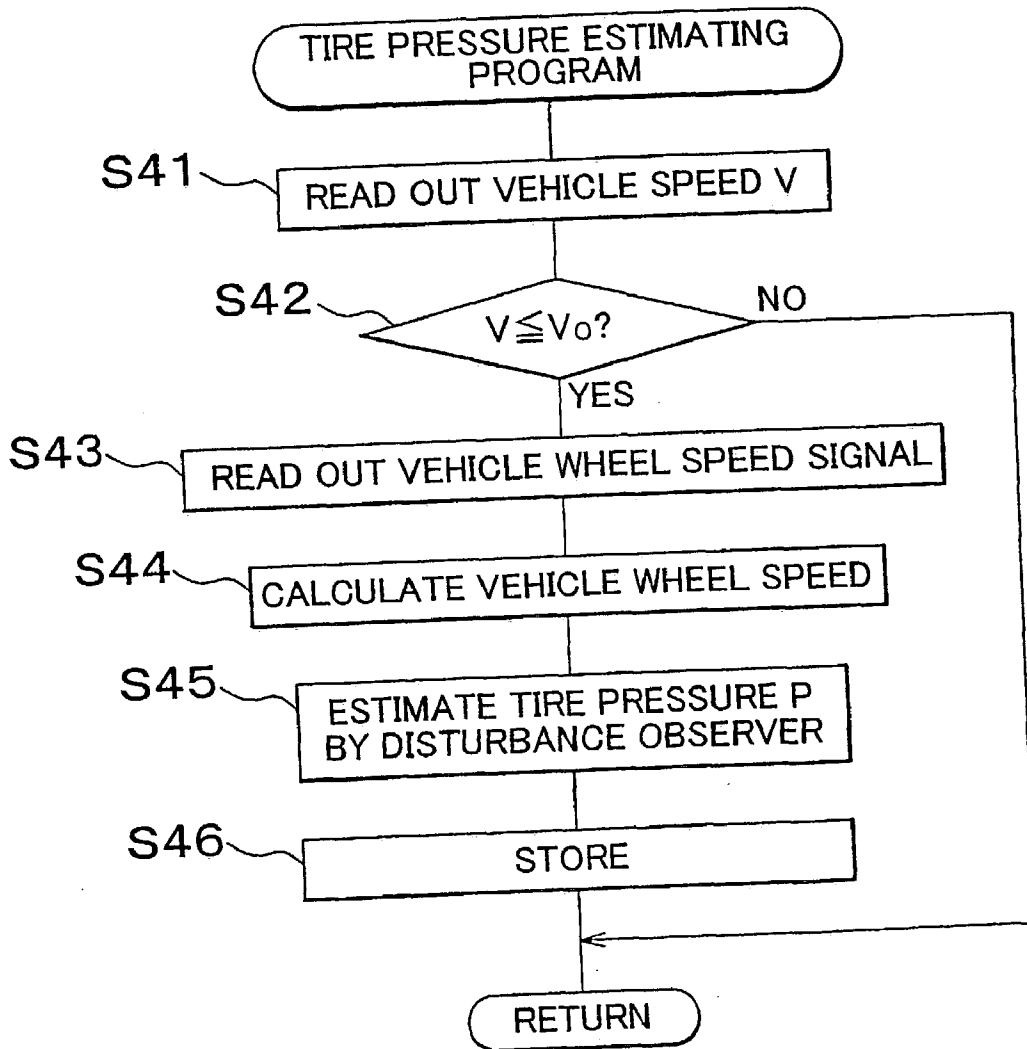 TIRE PRESSURE ESTIMATING
PROGRAM
S41
READ OUT VEHICLE SPEED V
S42
V≦Vo?
NO
YES
S43
READ OUT VEHICLE WHEEL SPEED SIGNAL
S44
CALCULATE VEHICLE WHEEL SPEED
S45
ESTIMATE TIRE PRESSURE P
BY DISTURBANCE OBSERVER
S46
STORE
RETURN